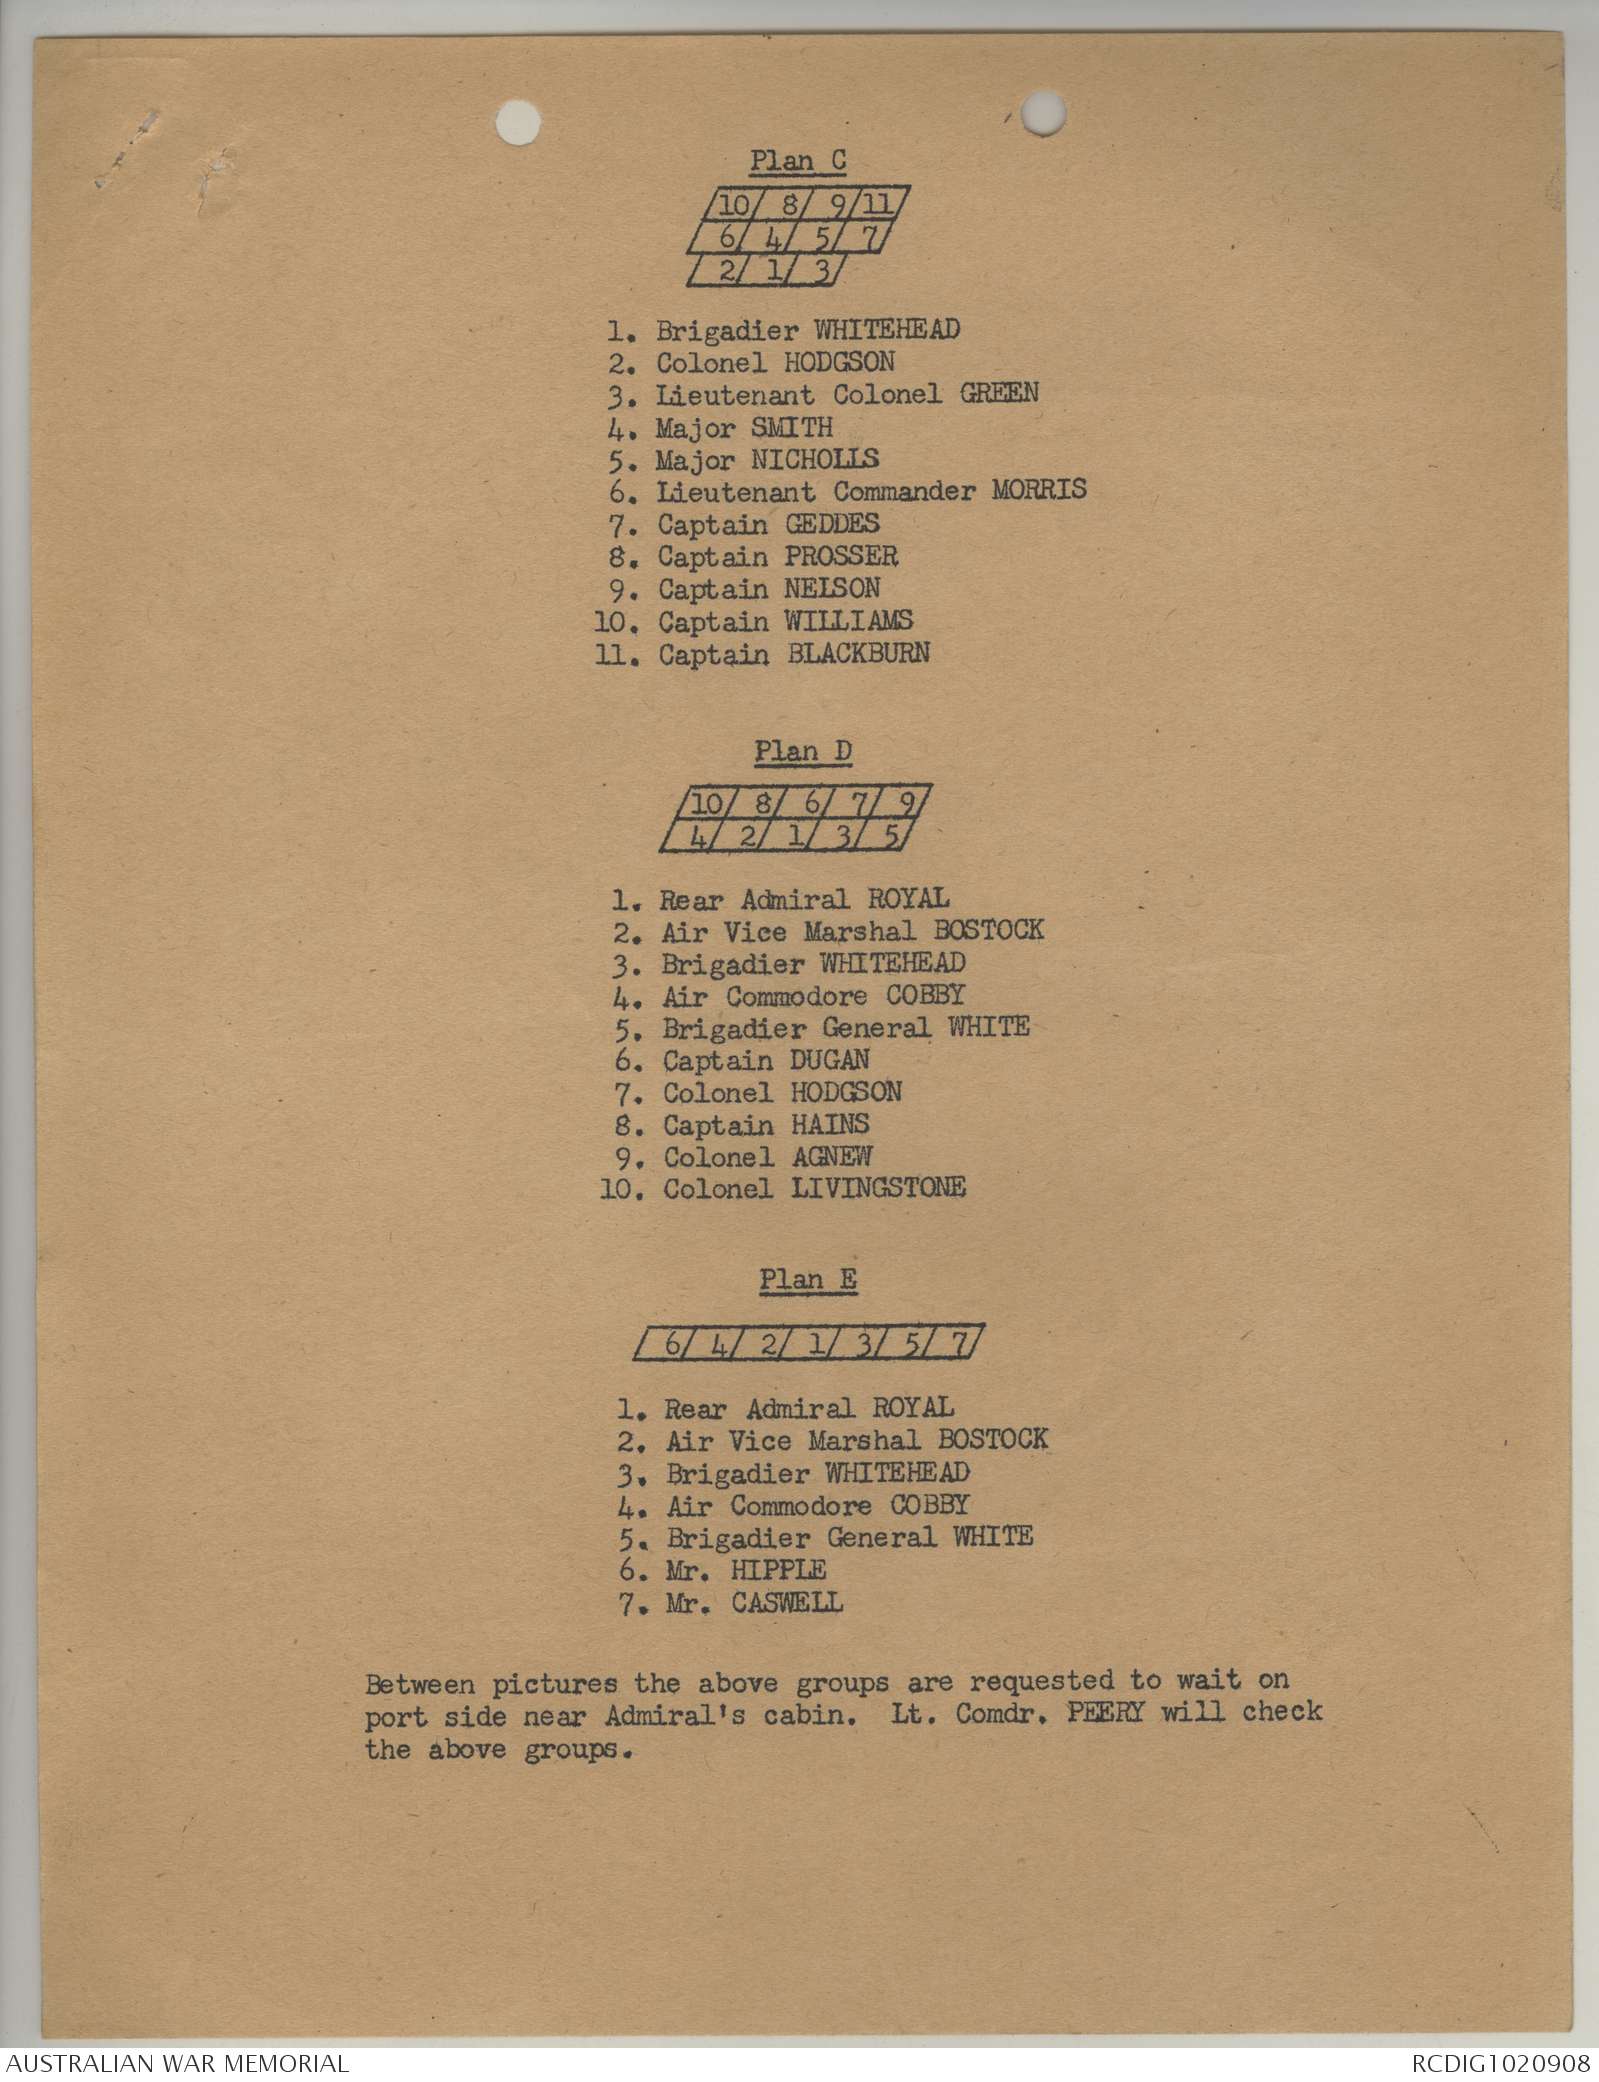 Plan C
10/ 8/ 9/11
6/ 4/ 5/ 7
2/ 1/ 3
1. Brigadier WHITEHEAD
2. Colonel HODGSON
3. Lieutenant Colonel GREEN
4. Major SMITH
5. Major NICHOLLS
6. Lieutenant Commander MORRIS
7. Captain GEDDES
8. Captain PROSSER
9. Captain NELSON
10. Captain WILLIAMS
11. Captain BLACKBURN
Plan D
10/ 8/ 6/ 7/ 9
4/ 2/ 1/ 3/ 5
1. Rear Admiral ROYAL
2. Air Vice Marshal BOSTOCK
3. Brigadier WHITEHEAD
4. Air Commodore COBBY
5. Brigadier General WHITE
6. Captain DUGAN
7. Colonel HODGSON
8. Captain HAINS
9. Colonel AGNEW
10. Colonel LIVINGSTONE
Plan E
6/ 4/ 2/ 1/ 3/ 5/ 7
1. Rear Admiral ROYAL
2. Air Vice Marshal BOSTOCK
3. Brigadier WHITEHEAD
4. Air Commodore COBBY
5. Brigadier General WHITE
6. Mr. HIPPLE
7. Mr. CASWELL
Between pictures the above groups are requested to wait on
port side near Admiral's cabin. Lt. Comdr. PEERY will check
the above groups.
AUSTRALIAN WAR MEMORIAL
RCDIG1020908